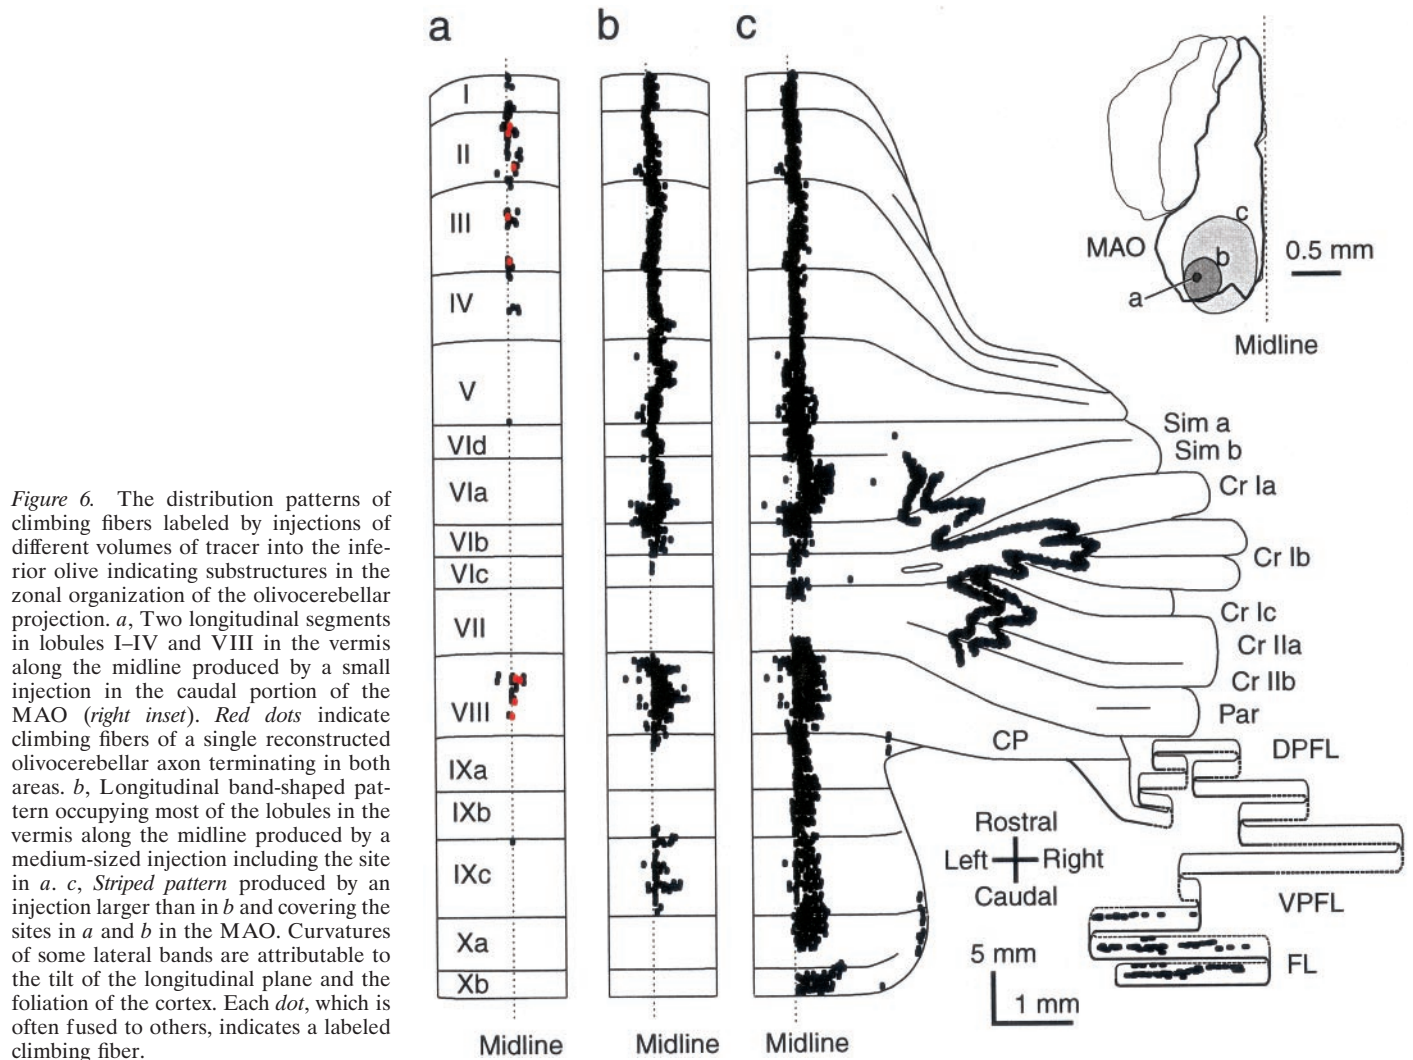 a
b
c
I
II
III
IV
V
VId
VIa
VIb
VIc
VII
VIII
IXa
IXb
IXc
Xa
Xb
Midline
Midline
Midline
c
MAO
b
0.5 mm
a
Midline
Sim a
Sim b
Cr Ia
Cr Ib
Cr Ic
Cr IIa
Cr IIb
Par
CP
DPFL
Rostral
Left
Right
Caudal
VPFL
5 mm
FL
1 mm
Figure 6. The distribution patterns of
climbing fibers labeled by injections of
different volumes of tracer into the infe-
rior olive indicating substructures in the
zonal organization of the olivocerebellar
projection. a, Two longitudinal segments
in lobules I–IV and VIII in the vermis
along the midline produced by a small
injection in the caudal portion of the
MAO (right inset). Red dots indicate
climbing fibers of a single reconstructed
olivocerebellar axon terminating in both
areas. b, Longitudinal band-shaped pat-
tern occupying most of the lobules in the
vermis along the midline produced by a
medium-sized injection including the site
in a. c, Striped pattern produced by an
injection larger than in b and covering the
sites in a and b in the MAO. Curvatures
of some lateral bands are attributable to
the tilt of the longitudinal plane and the
foliation of the cortex. Each dot, which is
often fused to others, indicates a labeled
climbing fiber.